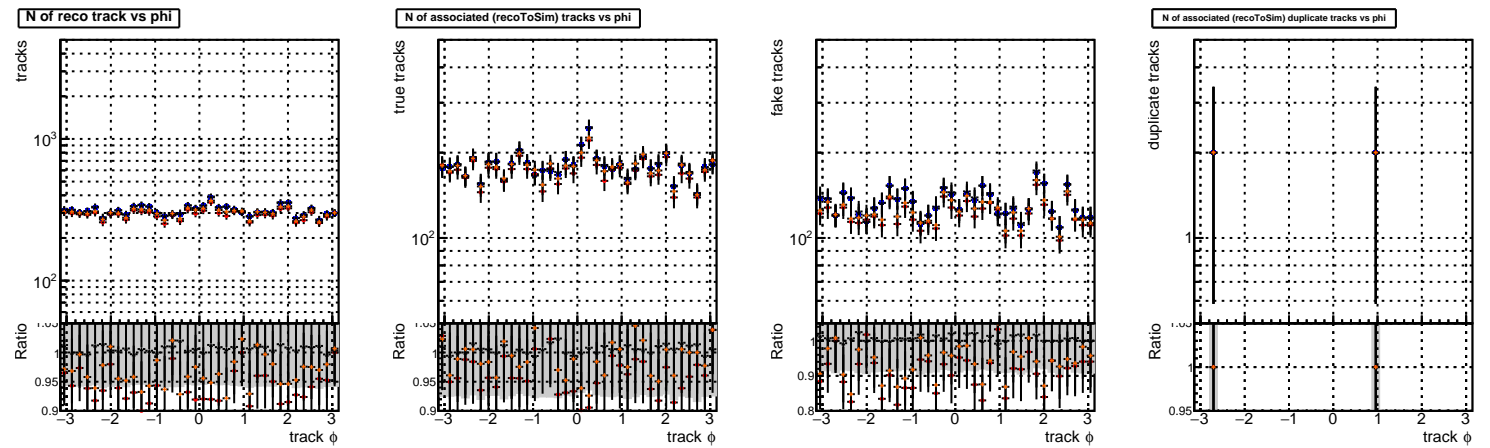 N of reco track vs phi
tracks
10³
10²
Ratio
1
0.95
0.9
−3 −2 −1 0 1 2 3
track ϕ
N of associated (recoToSim) tracks vs phi
true tracks
10²
Ratio
1
0.95
0.9
−3 −2 −1 0 1 2 3
track ϕ
fake tracks
10²
Ratio
1
0.9
0.8
−3 −2 −1 0 1 2 3
track ϕ
N of associated (recoToSim) duplicate tracks vs phi
duplicate tracks
1
Ratio
1
0.95
−3 −2 −1 0 1 2 3
track ϕ